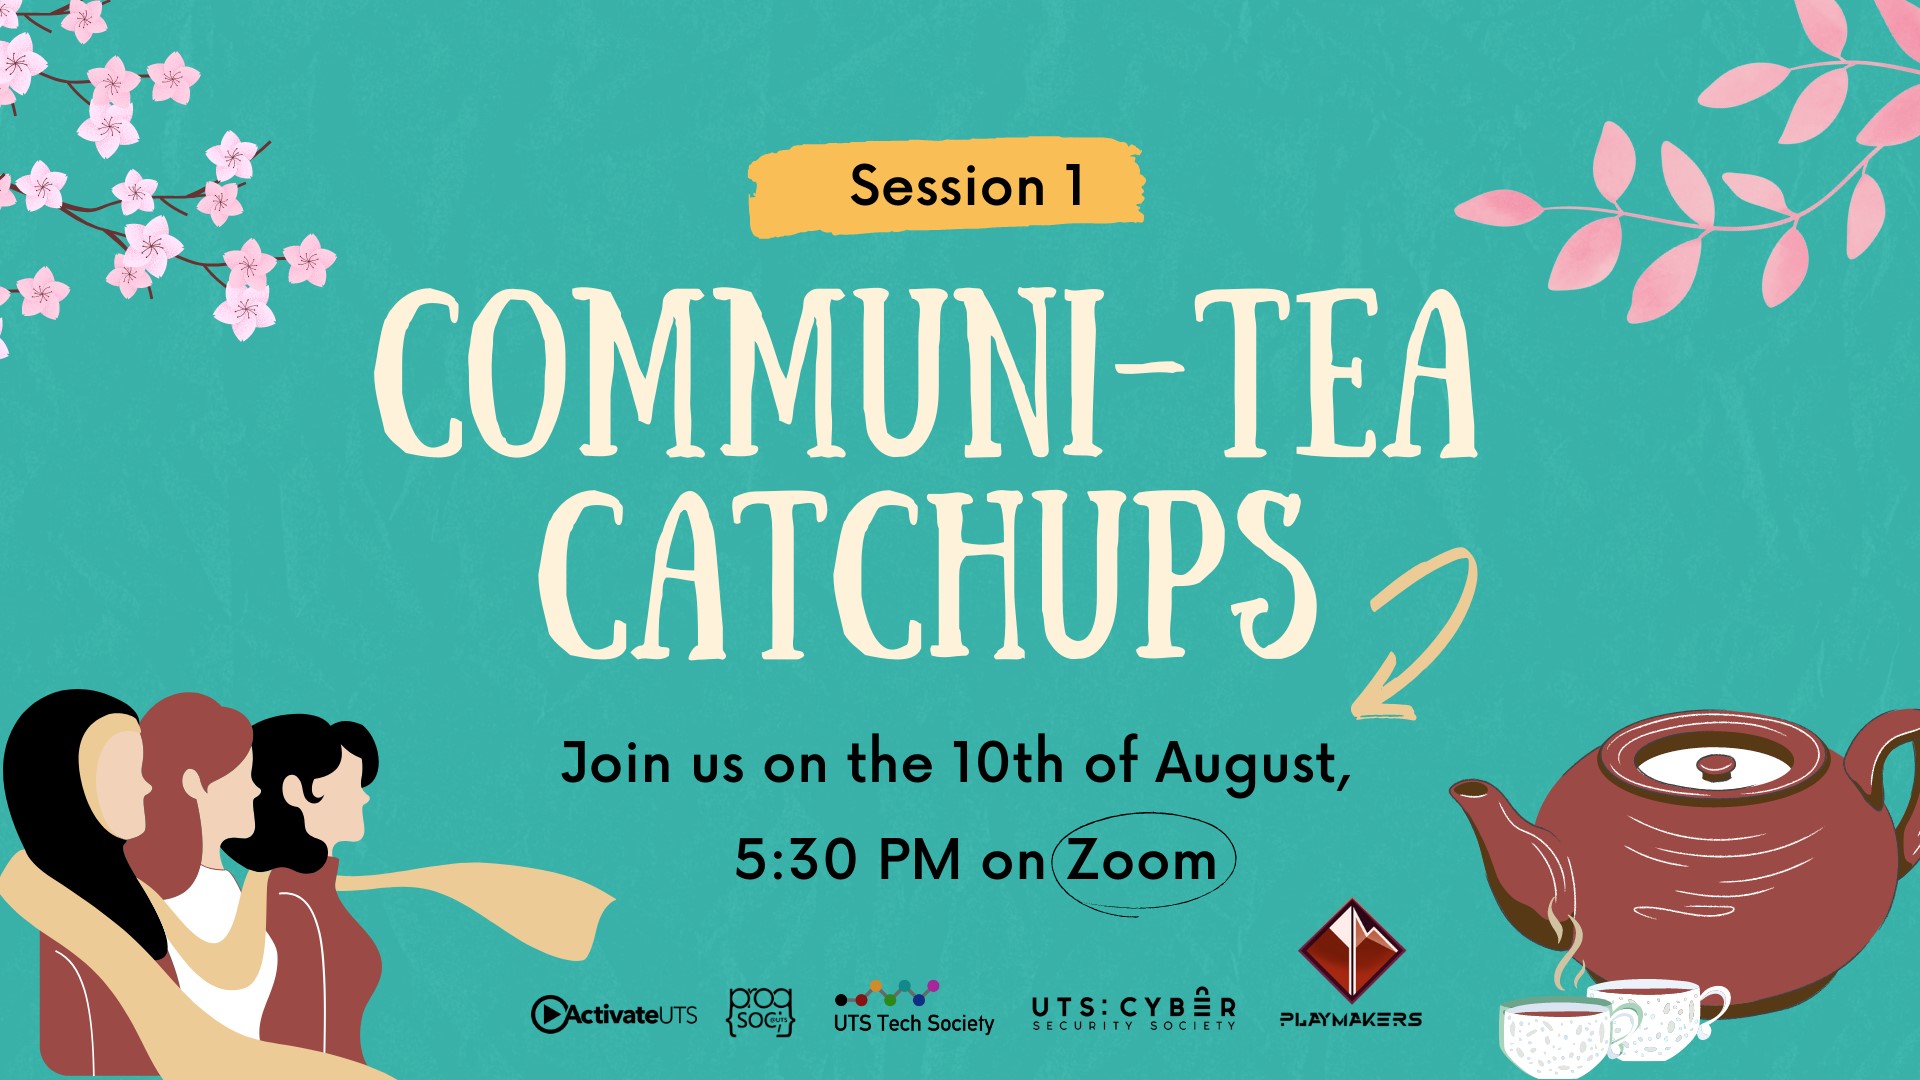 Session 1
COMMUNI-TEA
CATCHUPS
Join us on the 10th of August,
5:30 PM on Zoom
ActivateUTS
prog
soc;
@UTS
UTS Tech Society
UTS: CYBER
SECURITY SOCIETY
PLAYMAKERS